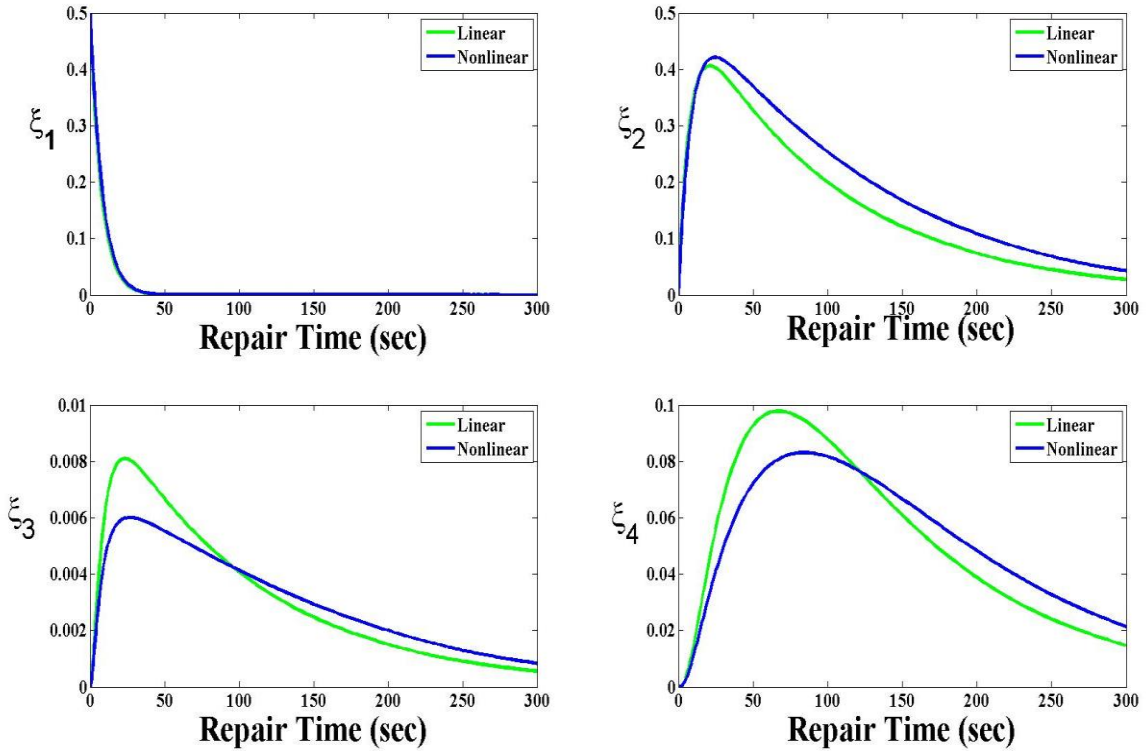 0.5
0.4
0.3
0.2
0.1
0
ξ1
0 50 100 150 200 250 300
Repair Time (sec)
Linear
Nonlinear
0.5
0.4
0.3
0.2
0.1
0
ξ2
0 50 100 150 200 250 300
Repair Time (sec)
Linear
Nonlinear
0.01
0.008
0.006
0.004
0.002
0
ξ3
0 50 100 150 200 250 300
Repair Time (sec)
Linear
Nonlinear
0.1
0.08
0.06
0.04
0.02
0
ξ4
0 50 100 150 200 250 300
Repair Time (sec)
Linear
Nonlinear